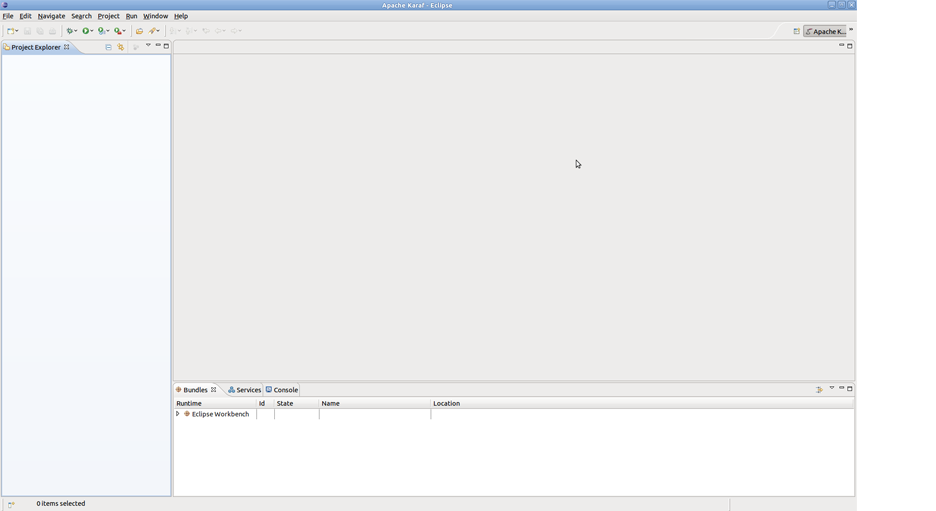 Apache Karaf - Eclipse
File Edit Navigate Search Project Run Window Help
Apache K...
Project Explorer
Bundles Services Console
Runtime Id State Name Location
Eclipse Workbench
0 items selected